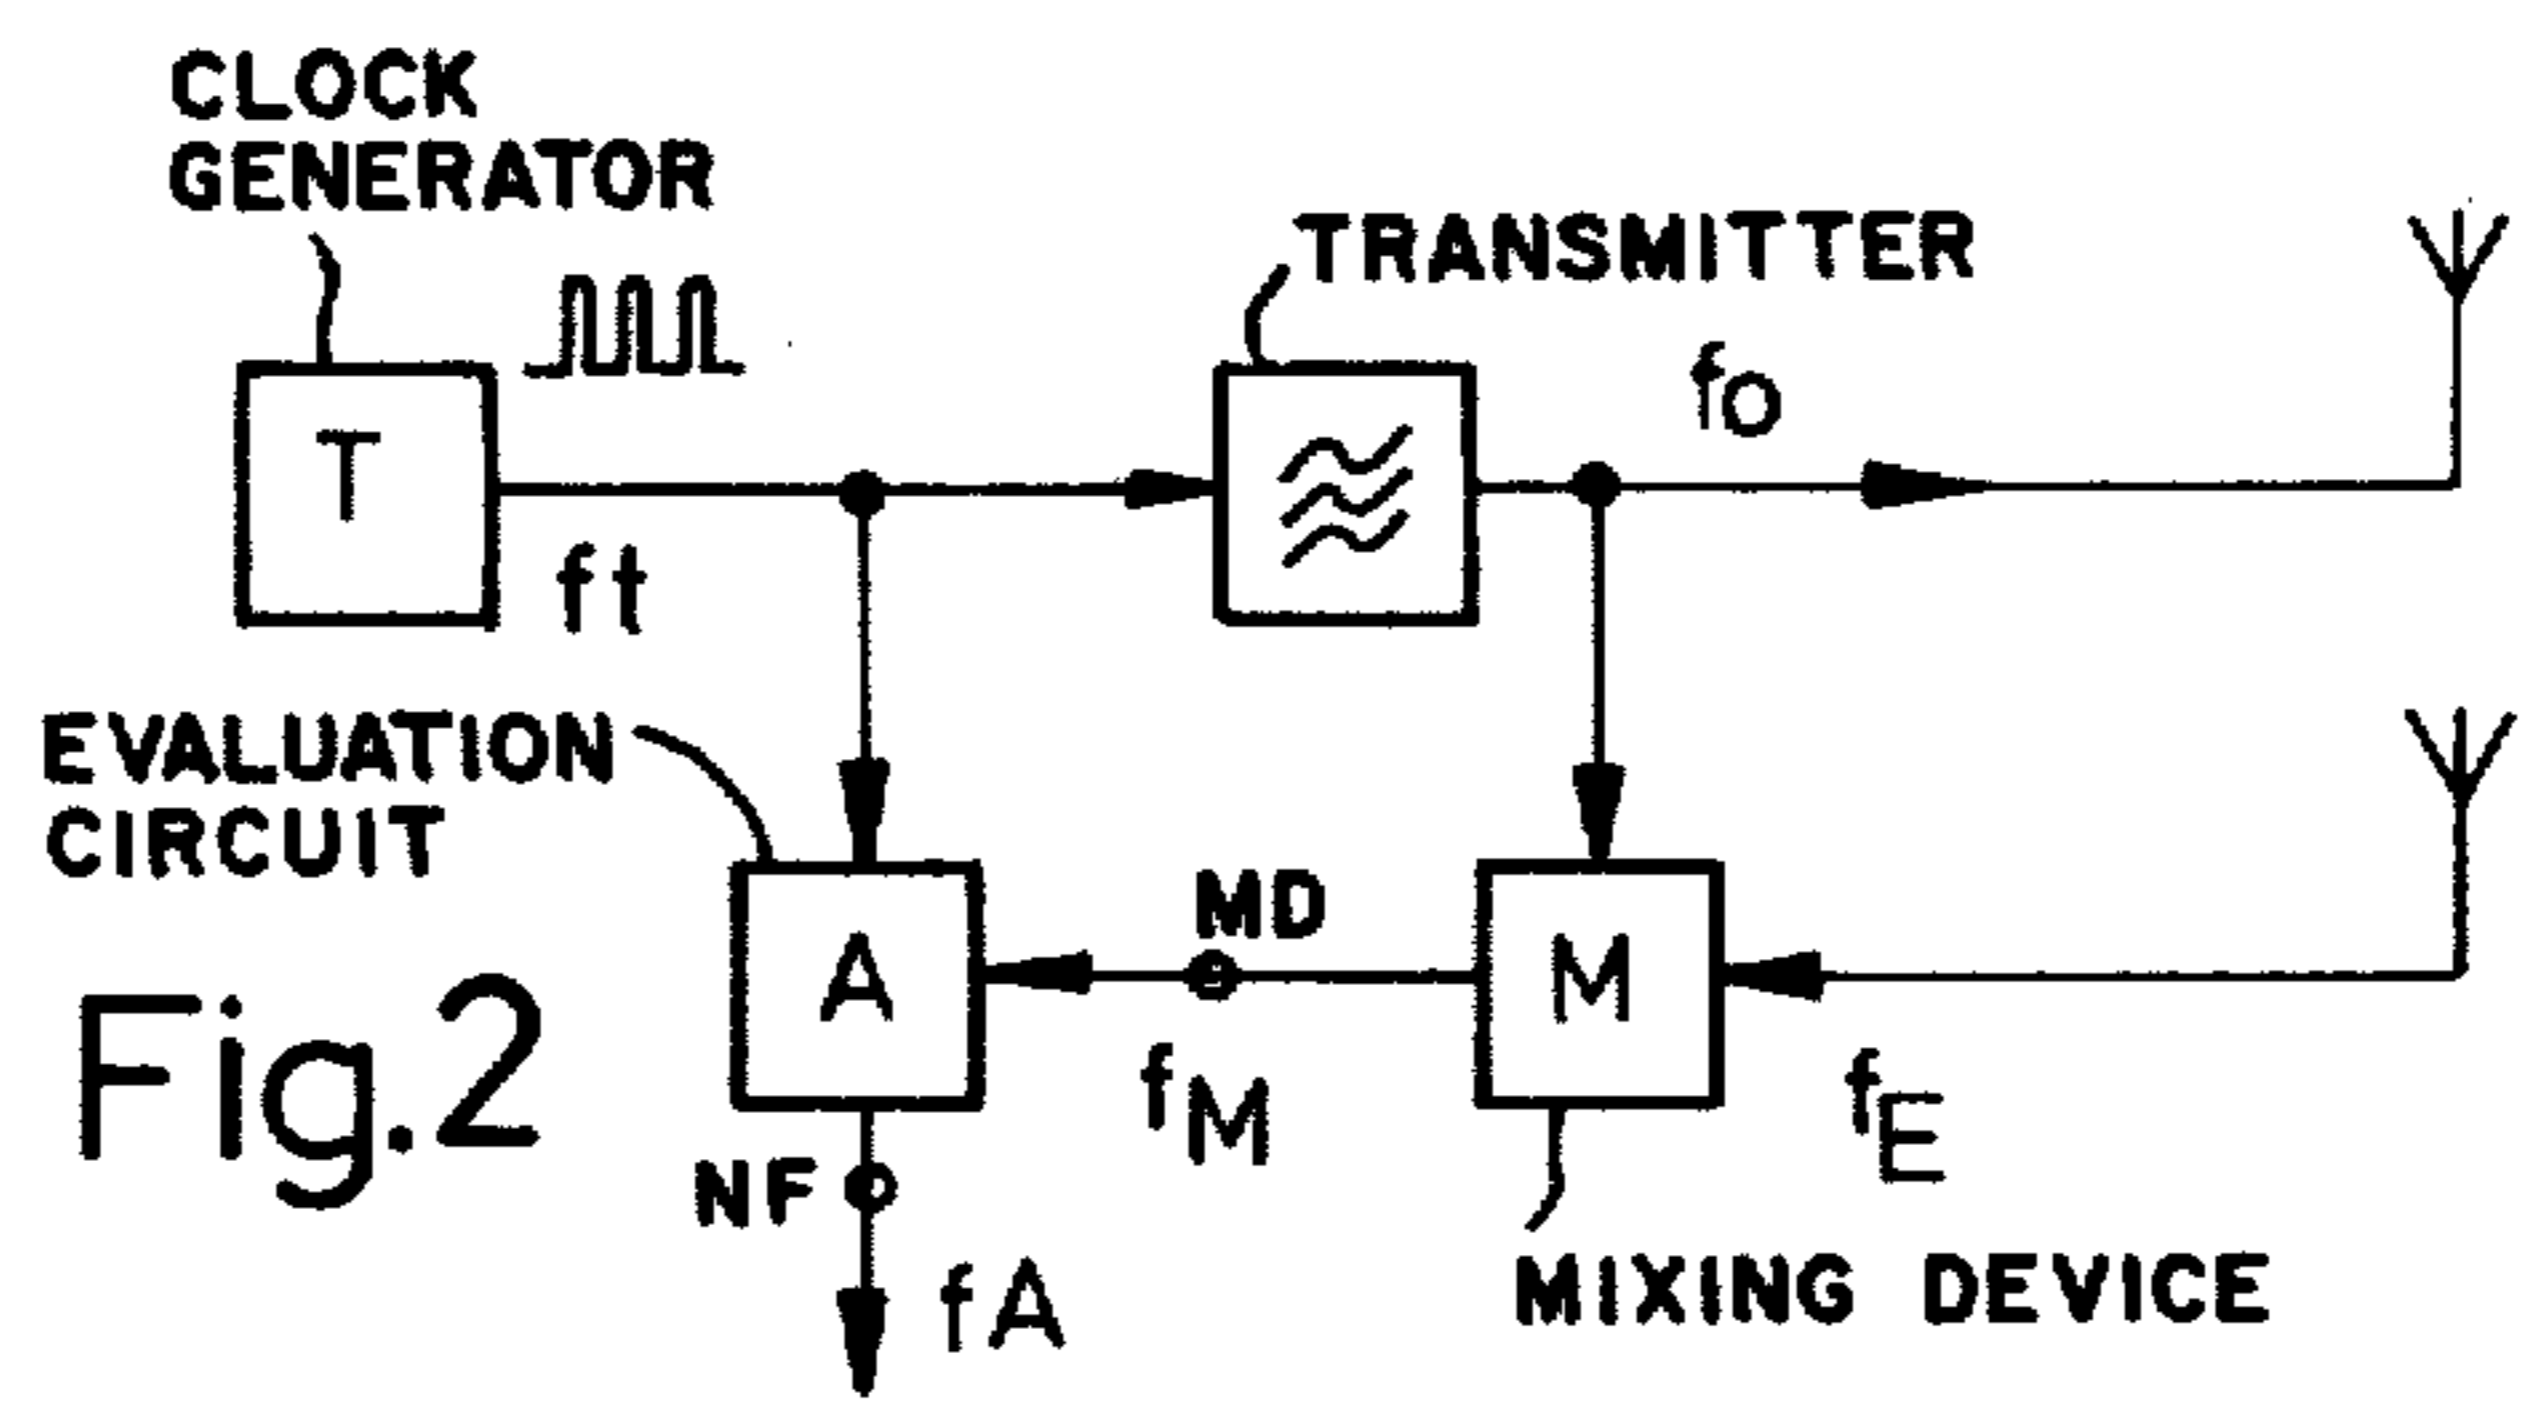 CLOCK
GENERATOR
TRANSMITTER
fO
T
ft
EVALUATION
CIRCUIT
MD
A
M
fM
fE
Fig.2
NF
fA
MIXING DEVICE